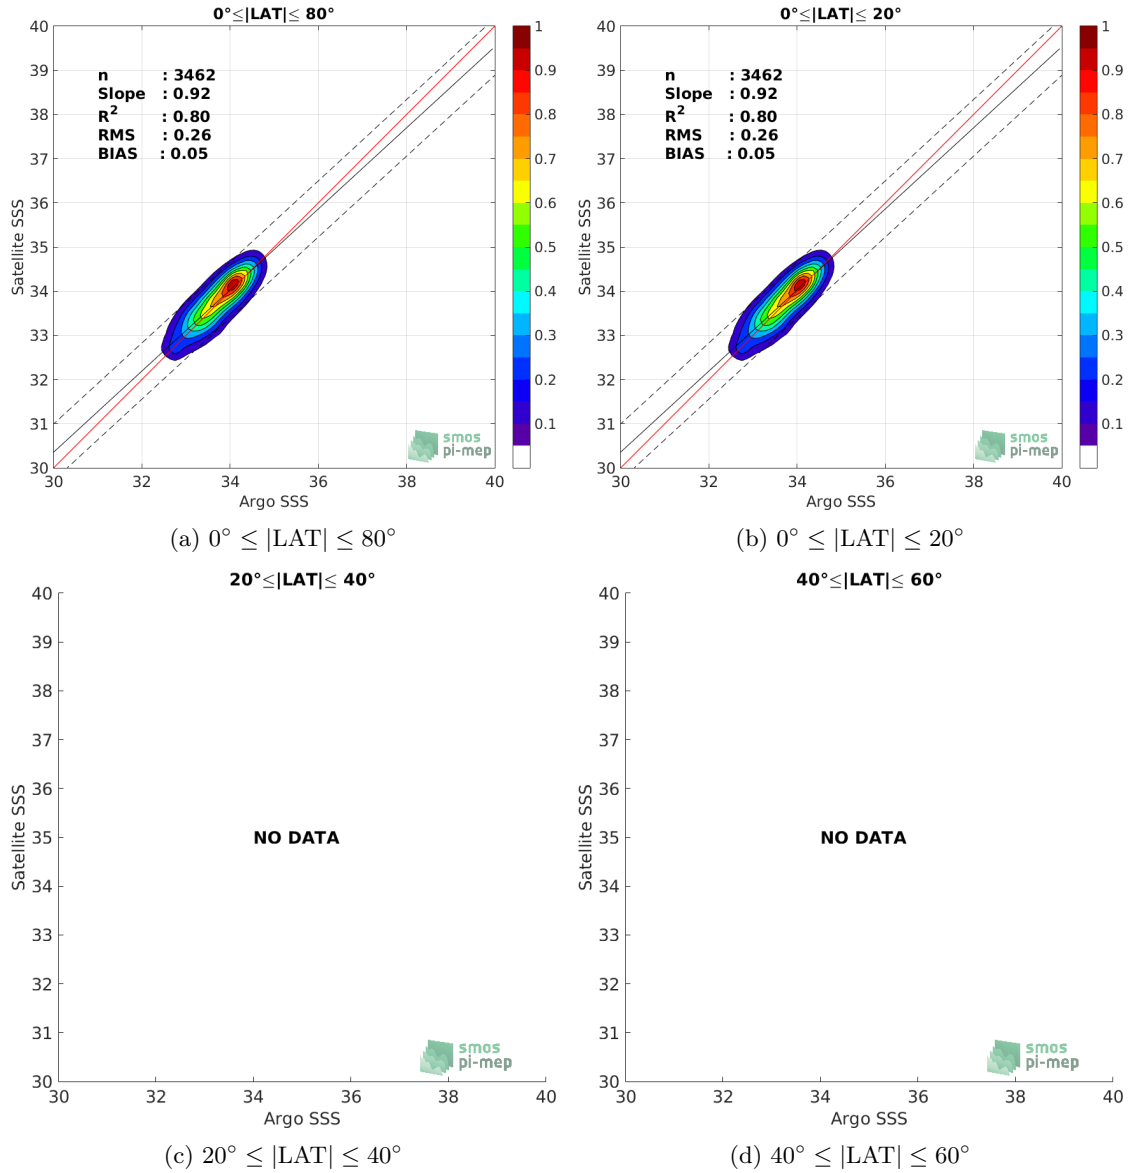 0°≤|LAT|≤ 80°
40
39
38
37
36
35
34
33
32
31
30
Satellite SSS
n : 3462
Slope : 0.92
R² : 0.80
RMS : 0.26
BIAS : 0.05
smos
pi-mep
30 32 34 36 38 40
Argo SSS
1
0.9
0.8
0.7
0.6
0.5
0.4
0.3
0.2
0.1
(a) 0° ≤ |LAT| ≤ 80°
0°≤|LAT|≤ 20°
40
39
38
37
36
35
34
33
32
31
30
Satellite SSS
n : 3462
Slope : 0.92
R² : 0.80
RMS : 0.26
BIAS : 0.05
smos
pi-mep
30 32 34 36 38 40
Argo SSS
1
0.9
0.8
0.7
0.6
0.5
0.4
0.3
0.2
0.1
(b) 0° ≤ |LAT| ≤ 20°
20°≤|LAT|≤ 40°
40
39
38
37
36
35
34
33
32
31
30
Satellite SSS
NO DATA
smos
pi-mep
30 32 34 36 38 40
Argo SSS
(c) 20° ≤ |LAT| ≤ 40°
40°≤|LAT|≤ 60°
40
39
38
37
36
35
34
33
32
31
30
Satellite SSS
NO DATA
smos
pi-mep
30 32 34 36 38 40
Argo SSS
(d) 40° ≤ |LAT| ≤ 60°